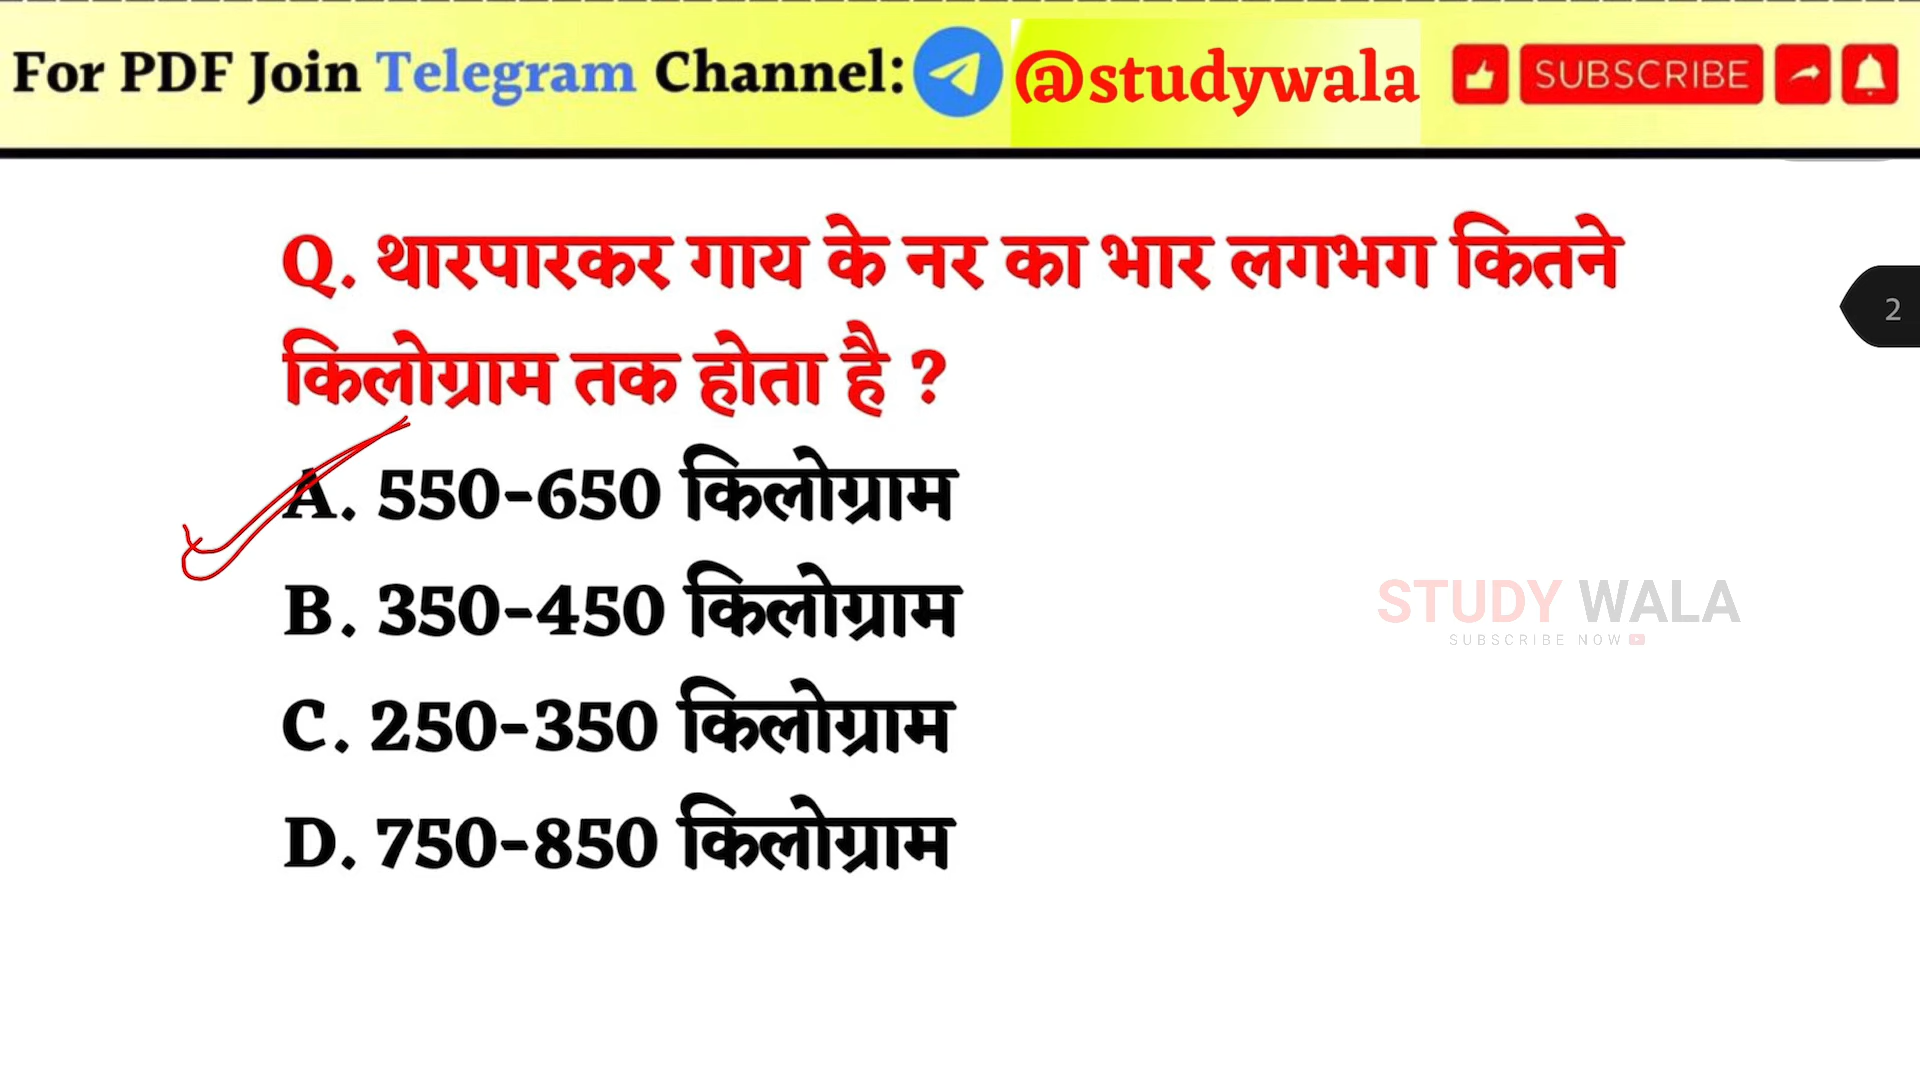 For PDF Join Telegram Channel: @studywala SUBSCRIBE
2
Q. थारपारकर गाय के नर का भार लगभग कितने
किलोग्राम तक होता है ?
A. 550-650 किलोग्राम
B. 350-450 किलोग्राम
C. 250-350 किलोग्राम
D. 750-850 किलोग्राम
STUDY WALA
SUBSCRIBE NOW